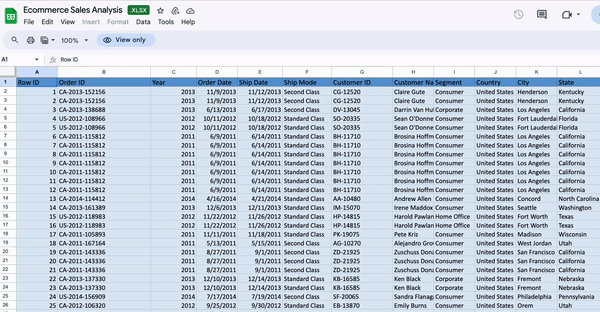 Ecommerce Sales Analysis .XLSX
File Edit View Insert Format Data Tools Help
100% View only
A1 fx Row ID
A B C D E F G H I J K L
1 Row ID Order ID Year Order Date Ship Date Ship Mode Customer ID Customer Na Segment Country City State
2 1 CA-2013-152156 2013 11/9/2013 11/12/2013 Second Class CG-12520 Claire Gute Consumer United States Henderson Kentucky
3 2 CA-2013-152156 2013 11/9/2013 11/12/2013 Second Class CG-12520 Claire Gute Consumer United States Henderson Kentucky
4 3 CA-2013-138688 2013 6/13/2013 6/17/2013 Second Class DV-13045 Darrin Van Hu Corporate United States Los Angeles California
5 4 US-2012-108966 2012 10/11/2012 10/18/2012 Standard Class SO-20335 Sean O'Donne Consumer United States Fort Lauderdal Florida
6 5 US-2012-108966 2012 10/11/2012 10/18/2012 Standard Class SO-20335 Sean O'Donne Consumer United States Fort Lauderdal Florida
7 6 CA-2011-115812 2011 6/9/2011 6/14/2011 Standard Class BH-11710 Brosina Hoffm Consumer United States Los Angeles California
8 7 CA-2011-115812 2011 6/9/2011 6/14/2011 Standard Class BH-11710 Brosina Hoffm Consumer United States Los Angeles California
9 8 CA-2011-115812 2011 6/9/2011 6/14/2011 Standard Class BH-11710 Brosina Hoffm Consumer United States Los Angeles California
10 9 CA-2011-115812 2011 6/9/2011 6/14/2011 Standard Class BH-11710 Brosina Hoffm Consumer United States Los Angeles California
11 10 CA-2011-115812 2011 6/9/2011 6/14/2011 Standard Class BH-11710 Brosina Hoffm Consumer United States Los Angeles California
12 11 CA-2011-115812 2011 6/9/2011 6/14/2011 Standard Class BH-11710 Brosina Hoffm Consumer United States Los Angeles California
13 12 CA-2011-115812 2011 6/9/2011 6/14/2011 Standard Class BH-11710 Brosina Hoffm Consumer United States Los Angeles California
14 13 CA-2014-114412 2014 4/16/2014 4/21/2014 Standard Class AA-10480 Andrew Allen Consumer United States Concord North Carolina
15 14 CA-2013-161389 2013 12/6/2013 12/11/2013 Standard Class IM-15070 Irene Maddox Consumer United States Seattle Washington
16 15 US-2012-118983 2012 11/22/2012 11/26/2012 Standard Class HP-14815 Harold Pawlan Home Office United States Fort Worth Texas
17 16 US-2012-118983 2012 11/22/2012 11/26/2012 Standard Class HP-14815 Harold Pawlan Home Office United States Fort Worth Texas
18 17 CA-2011-105893 2011 11/11/2011 11/18/2011 Standard Class PK-19075 Pete Kriz Consumer United States Madison Wisconsin
19 18 CA-2011-167164 2011 5/13/2011 5/15/2011 Second Class AG-10270 Alejandro Grov Consumer United States West Jordan Utah
20 19 CA-2011-143336 2011 8/27/2011 9/1/2011 Second Class ZD-21925 Zuschuss Dona Consumer United States San Francisco California
21 20 CA-2011-143336 2011 8/27/2011 9/1/2011 Second Class ZD-21925 Zuschuss Dona Consumer United States San Francisco California
22 21 CA-2011-143336 2011 8/27/2011 9/1/2011 Second Class ZD-21925 Zuschuss Dona Consumer United States San Francisco California
23 22 CA-2012-137330 2013 12/10/2013 12/14/2013 Standard Class KB-16585 Ken Black Corporate United States Fremont Nebraska
24 23 CA-2012-137330 2013 12/10/2013 12/14/2013 Standard Class KB-16585 Ken Black Corporate United States Fremont Nebraska
25 24 US-2014-156909 2014 7/17/2014 7/19/2014 Second Class SF-20065 Sandra Flanag Consumer United States Philadelphia Pennsylvania
26 25 CA-2012-106320 2012 9/25/2012 9/30/2012 Standard Class EB-13870 Emily Burns Consumer United States Orem Utah